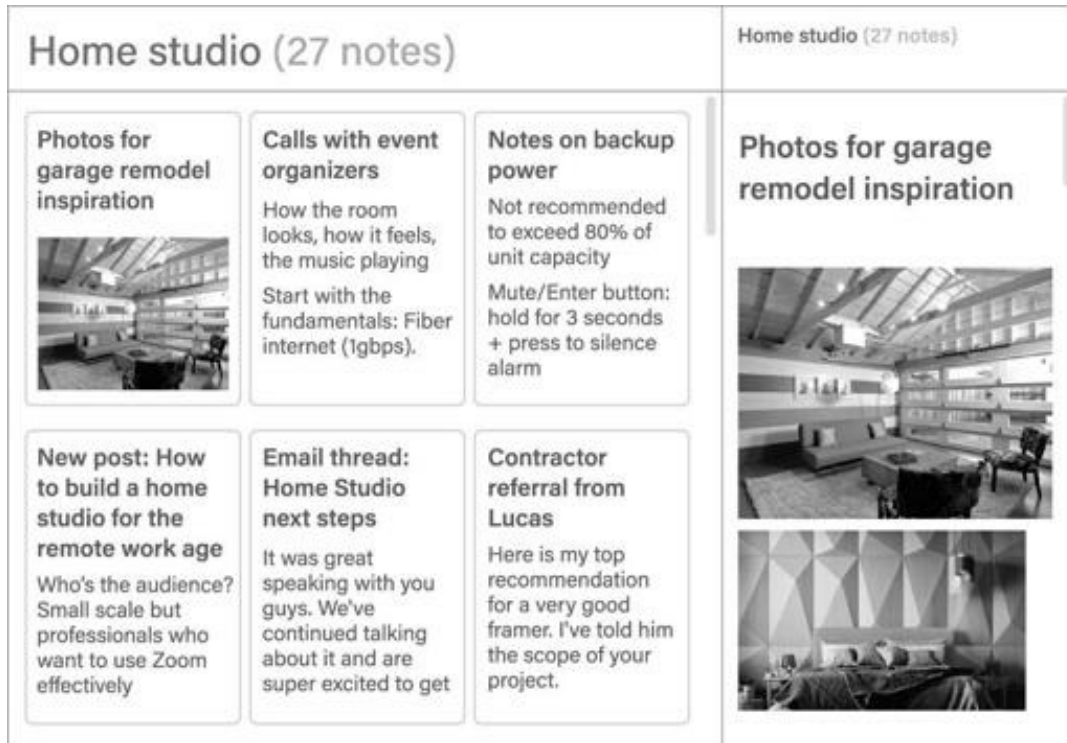 Home studio (27 notes)
Photos for
garage remodel
inspiration
Calls with event
organizers
How the room
looks, how it feels,
the music playing
Start with the
fundamentals: Fiber
internet (1gbps).
Notes on backup
power
Not recommended
to exceed 80% of
unit capacity
Mute/Enter button:
hold for 3 seconds
+ press to silence
alarm
New post: How
to build a home
studio for the
remote work age
Who's the audience?
Small scale but
professionals who
want to use Zoom
effectively
Email thread:
Home Studio
next steps
It was great
speaking with you
guys. We've
continued talking
about it and are
super excited to get
Contractor
referral from
Lucas
Here is my top
recommendation
for a very good
framer. I've told him
the scope of your
project.
Home studio (27 notes)
Photos for garage
remodel inspiration